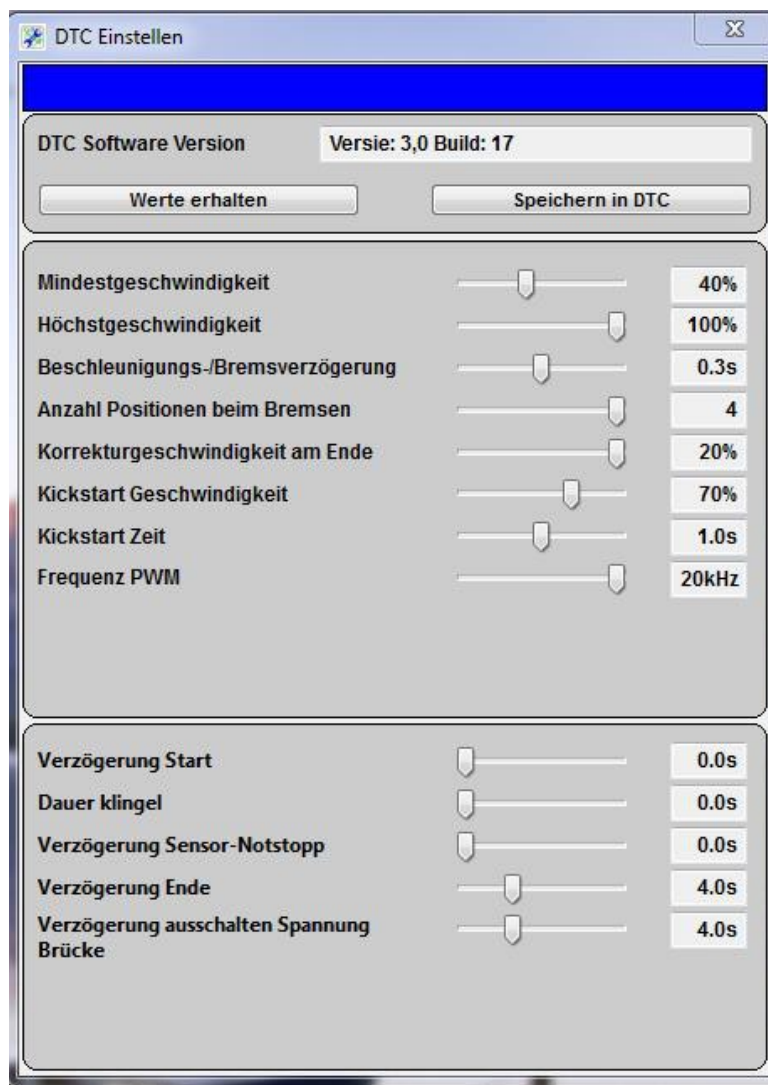 DTC Einstellen
DTC Software Version Versie: 3,0 Build: 17
Werte erhalten Speichern in DTC
Mindestgeschwindigkeit 40%
Höchstgeschwindigkeit 100%
Beschleunigungs-/Bremsverzögerung 0.3s
Anzahl Positionen beim Bremsen 4
Korrekturgeschwindigkeit am Ende 20%
Kickstart Geschwindigkeit 70%
Kickstart Zeit 1.0s
Frequenz PWM 20kHz
Verzögerung Start 0.0s
Dauer klingel 0.0s
Verzögerung Sensor-Notstopp 0.0s
Verzögerung Ende 4.0s
Verzögerung ausschalten Spannung 4.0s
Brücke